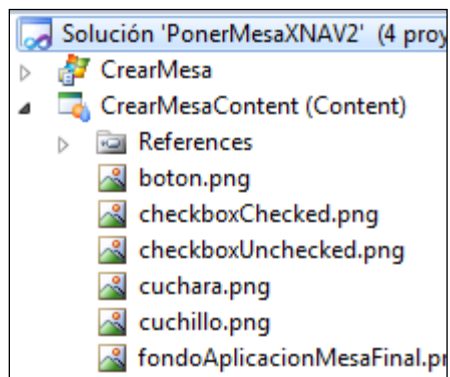 Solución 'PonerMesaXNAV2' (4 proy
CrearMesa
CrearMesaContent (Content)
References
boton.png
checkboxChecked.png
checkboxUnchecked.png
cuchara.png
cuchillo.png
fondoAplicacionMesaFinal.pn